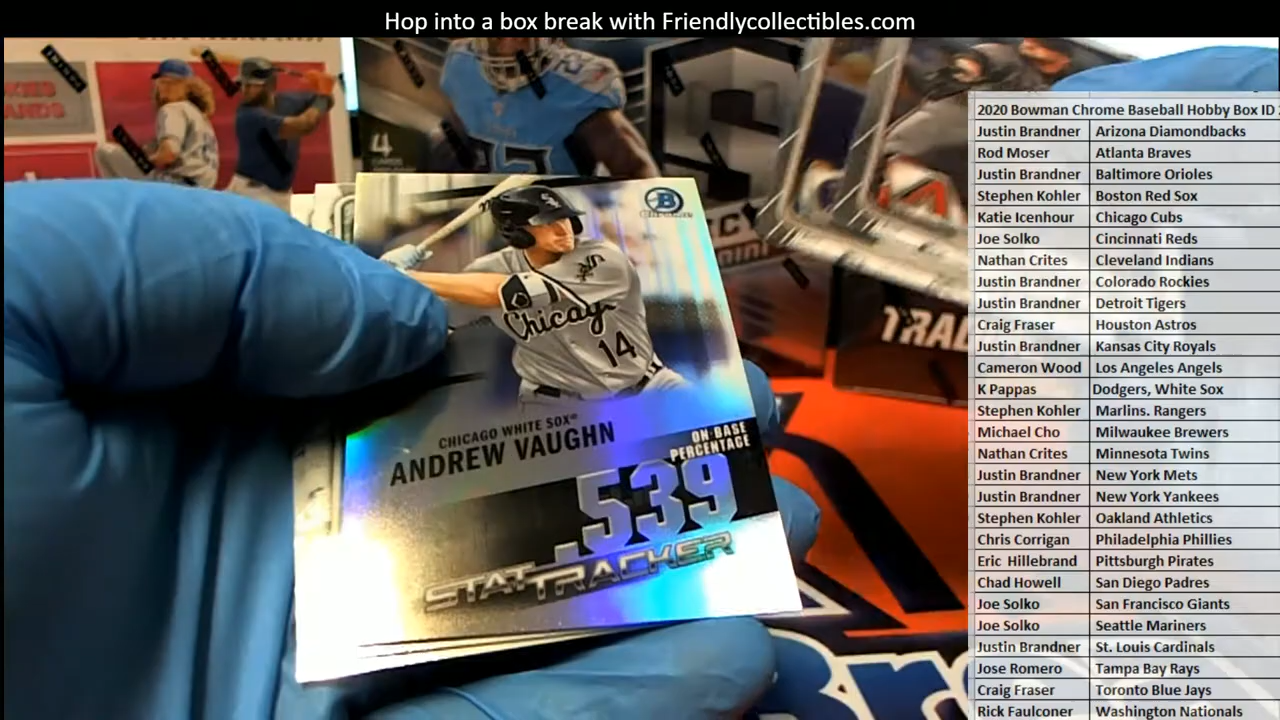 Hop into a box break with Friendlycollectibles.com
4
CARDS
TRAD
B
Chrome
Chicago
14
CHICAGO WHITE SOX
ANDREW VAUGHN
ON-BASE
PERCENTAGE
.539
STAT TRACKER
2020 Bowman Chrome Baseball Hobby Box ID
Justin Brandner Arizona Diamondbacks
Rod Moser Atlanta Braves
Justin Brandner Baltimore Orioles
Stephen Kohler Boston Red Sox
Katie Icenhour Chicago Cubs
Joe Solko Cincinnati Reds
Nathan Crites Cleveland Indians
Justin Brandner Colorado Rockies
Justin Brandner Detroit Tigers
Craig Fraser Houston Astros
Justin Brandner Kansas City Royals
Cameron Wood Los Angeles Angels
K Pappas Dodgers, White Sox
Stephen Kohler Marlins. Rangers
Michael Cho Milwaukee Brewers
Nathan Crites Minnesota Twins
Justin Brandner New York Mets
Justin Brandner New York Yankees
Stephen Kohler Oakland Athletics
Chris Corrigan Philadelphia Phillies
Eric Hillebrand Pittsburgh Pirates
Chad Howell San Diego Padres
Joe Solko San Francisco Giants
Joe Solko Seattle Mariners
Justin Brandner St. Louis Cardinals
Jose Romero Tampa Bay Rays
Craig Fraser Toronto Blue Jays
Rick Faulconer Washington Nationals